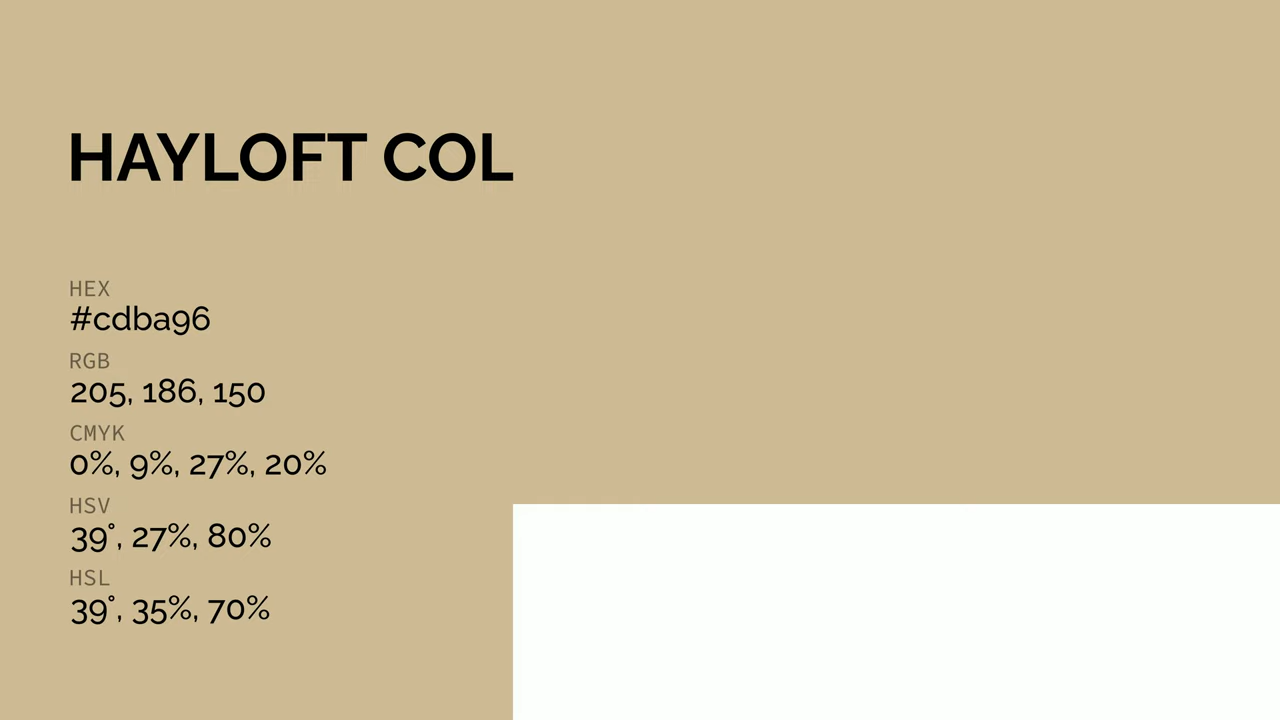 HAYLOFT COL
HEX
#cdba96
RGB
205, 186, 150
CMYK
0%, 9%, 27%, 20%
HSV
39°, 27%, 80%
HSL
39°, 35%, 70%